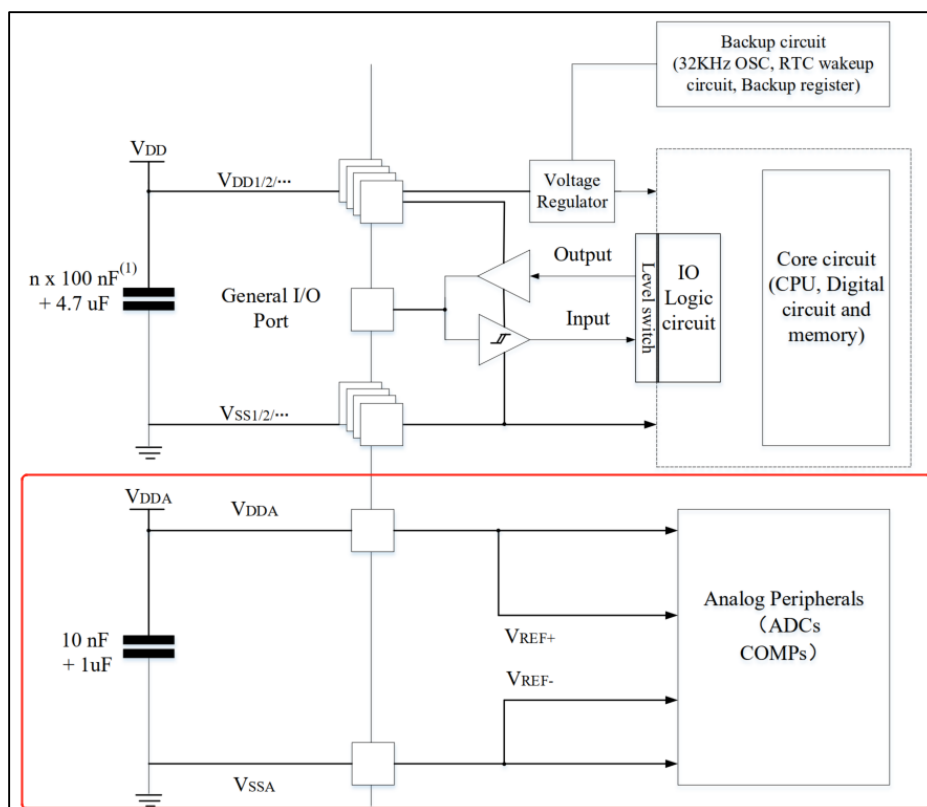 Backup circuit
(32KHz OSC, RTC wakeup
circuit, Backup register)
VDD
VDD1/2/···
Voltage
Regulator
n x 100 nF(1)
+ 4.7 uF
General I/O
Port
Output
Input
Level switch
IO
Logic
circuit
Core circuit
(CPU, Digital
circuit and
memory)
VSS1/2/···
VDDA
VDDA
10 nF
+ 1uF
VREF+
VREF-
Analog Peripherals
(ADCs
COMPs)
VSSA